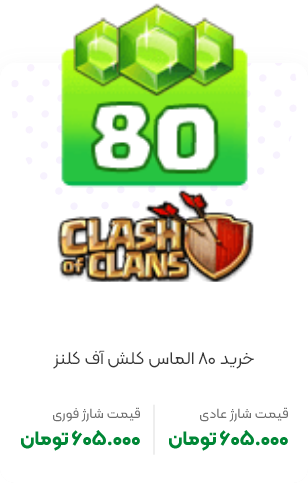 80
CLASH
of CLANS
خرید ۸۰ الماس کلش آف کلنز
قیمت شارژ عادی
۶۰۵.۰۰۰ تومان
قیمت شارژ فوری
۶۰۵.۰۰۰ تومان